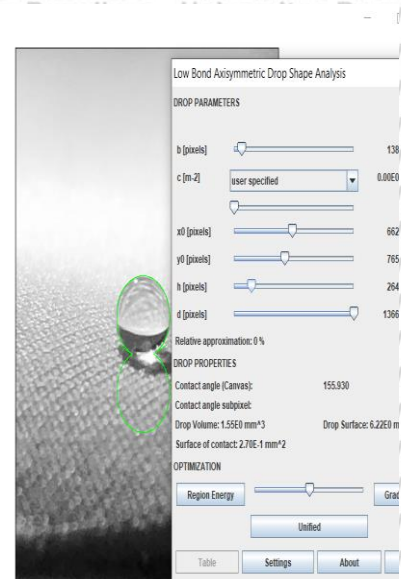 Low Bond Axisymmetric Drop Shape Analysis
DROP PARAMETERS
b [pixels] 138
c [m-2] user specified 0.00E0
x0 [pixels] 662
y0 [pixels] 765
h [pixels] 264
d [pixels] 1366
Relative approximation: 0 %
DROP PROPERTIES
Contact angle (Canvas): 155.930
Contact angle subpixel:
Drop Volume: 1.55E0 mm^3 Drop Surface: 6.22E0 m
Surface of contact: 2.70E-1 mm^2
OPTIMIZATION
Region Energy Grad
Unified
Table Settings About